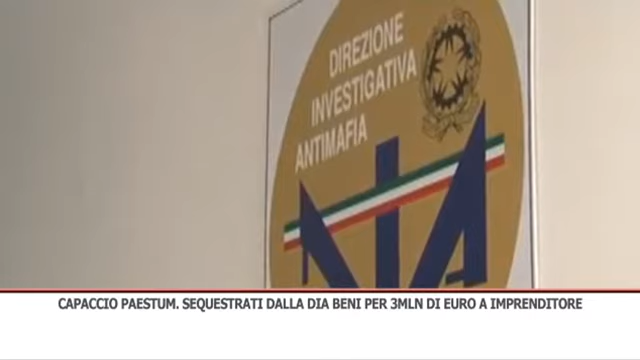 DIREZIONE
INVESTIGATIVA
ANTIMAFIA
DIA
CAPACCIO PAESTUM. SEQUESTRATI DALLA DIA BENI PER 3MLN DI EURO A IMPRENDITORE